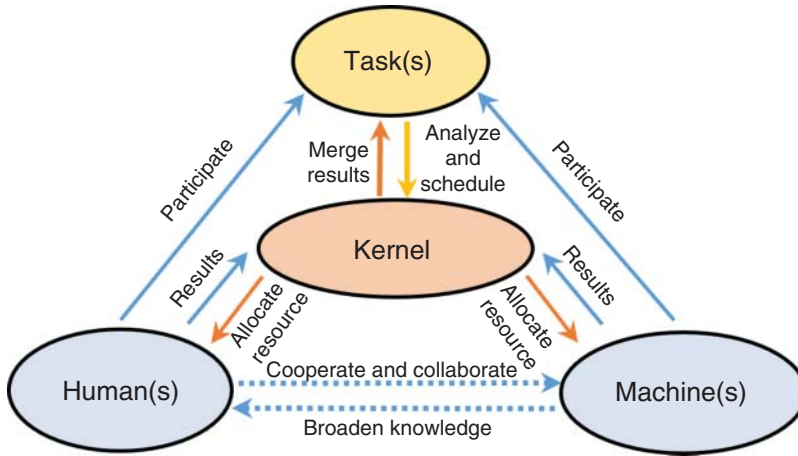 Task(s)
Participate
Merge
results
Analyze
and
schedule
Participate
Kernel
Results
Allocate
resource
Results
Allocate
resource
Human(s)
Cooperate and collaborate
Machine(s)
Broaden knowledge